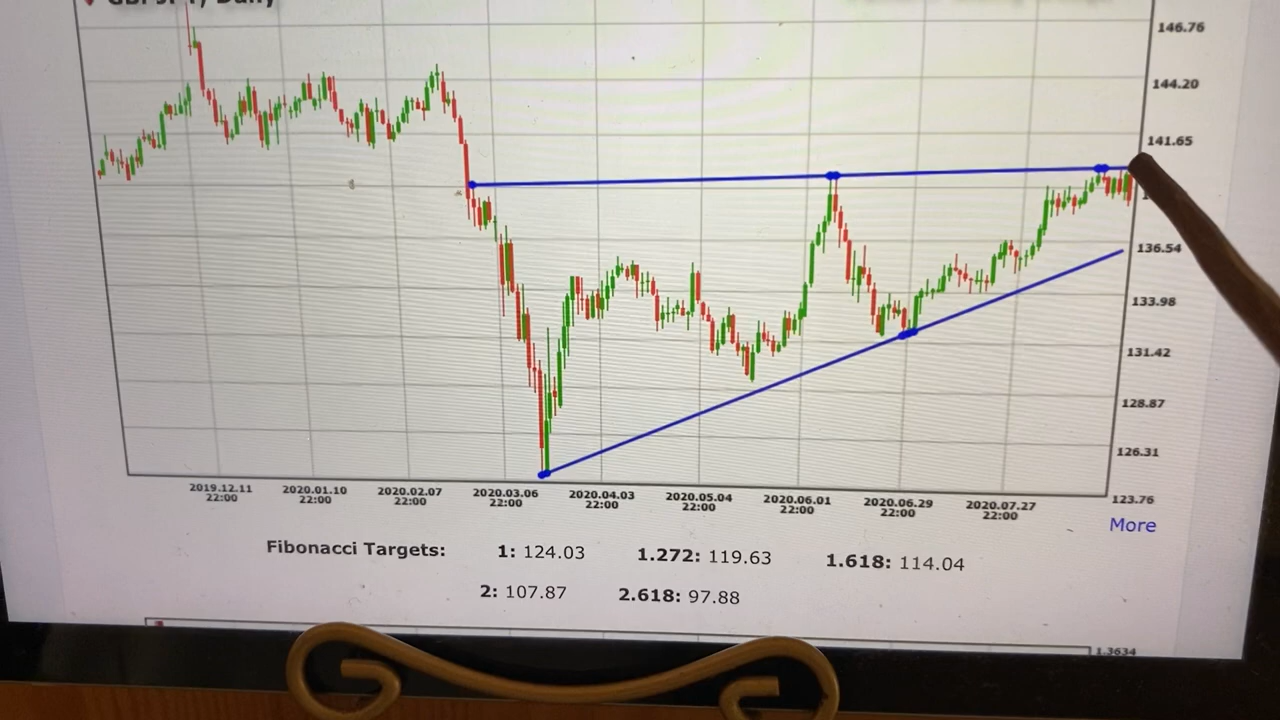 Daily
146.76
144.20
141.65
136.54
133.98
131.42
128.87
126.31
123.76
2019.12.11 2020.01.10 2020.02.07 2020.03.06 2020.04.03 2020.05.04 2020.06.01 2020.06.29 2020.07.27
22:00 22:00 22:00 22:00 22:00 22:00 22:00 22:00 22:00
More
Fibonacci Targets: 1: 124.03 1.272: 119.63 1.618: 114.04
2: 107.87 2.618: 97.88
1.3634